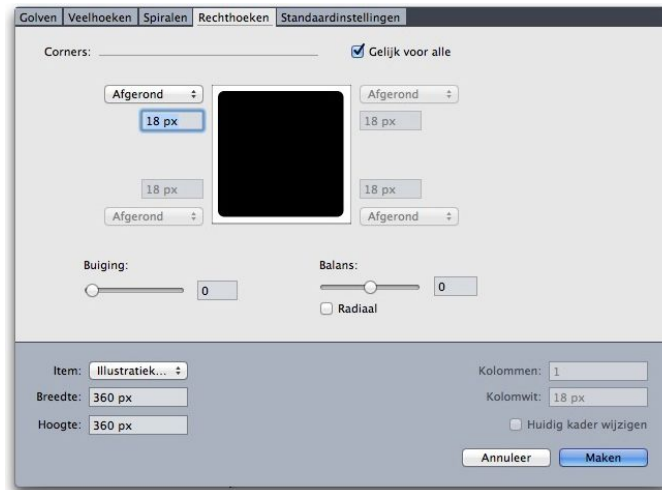 Golven Veelhoeken Spiralen Rechthoeken Standaardinstellingen
Corners: Gelijk voor alle
Afgerond Afgerond
18 px 18 px
18 px 18 px
Afgerond Afgerond
Buiging: Balans:
0 0
Radiaal
Item: Illustratiek... Kolommen: 1
Breedte: 360 px Kolomwit: 18 px
Hoogte: 360 px Huidig kader wijzigen
Annuleer Maken